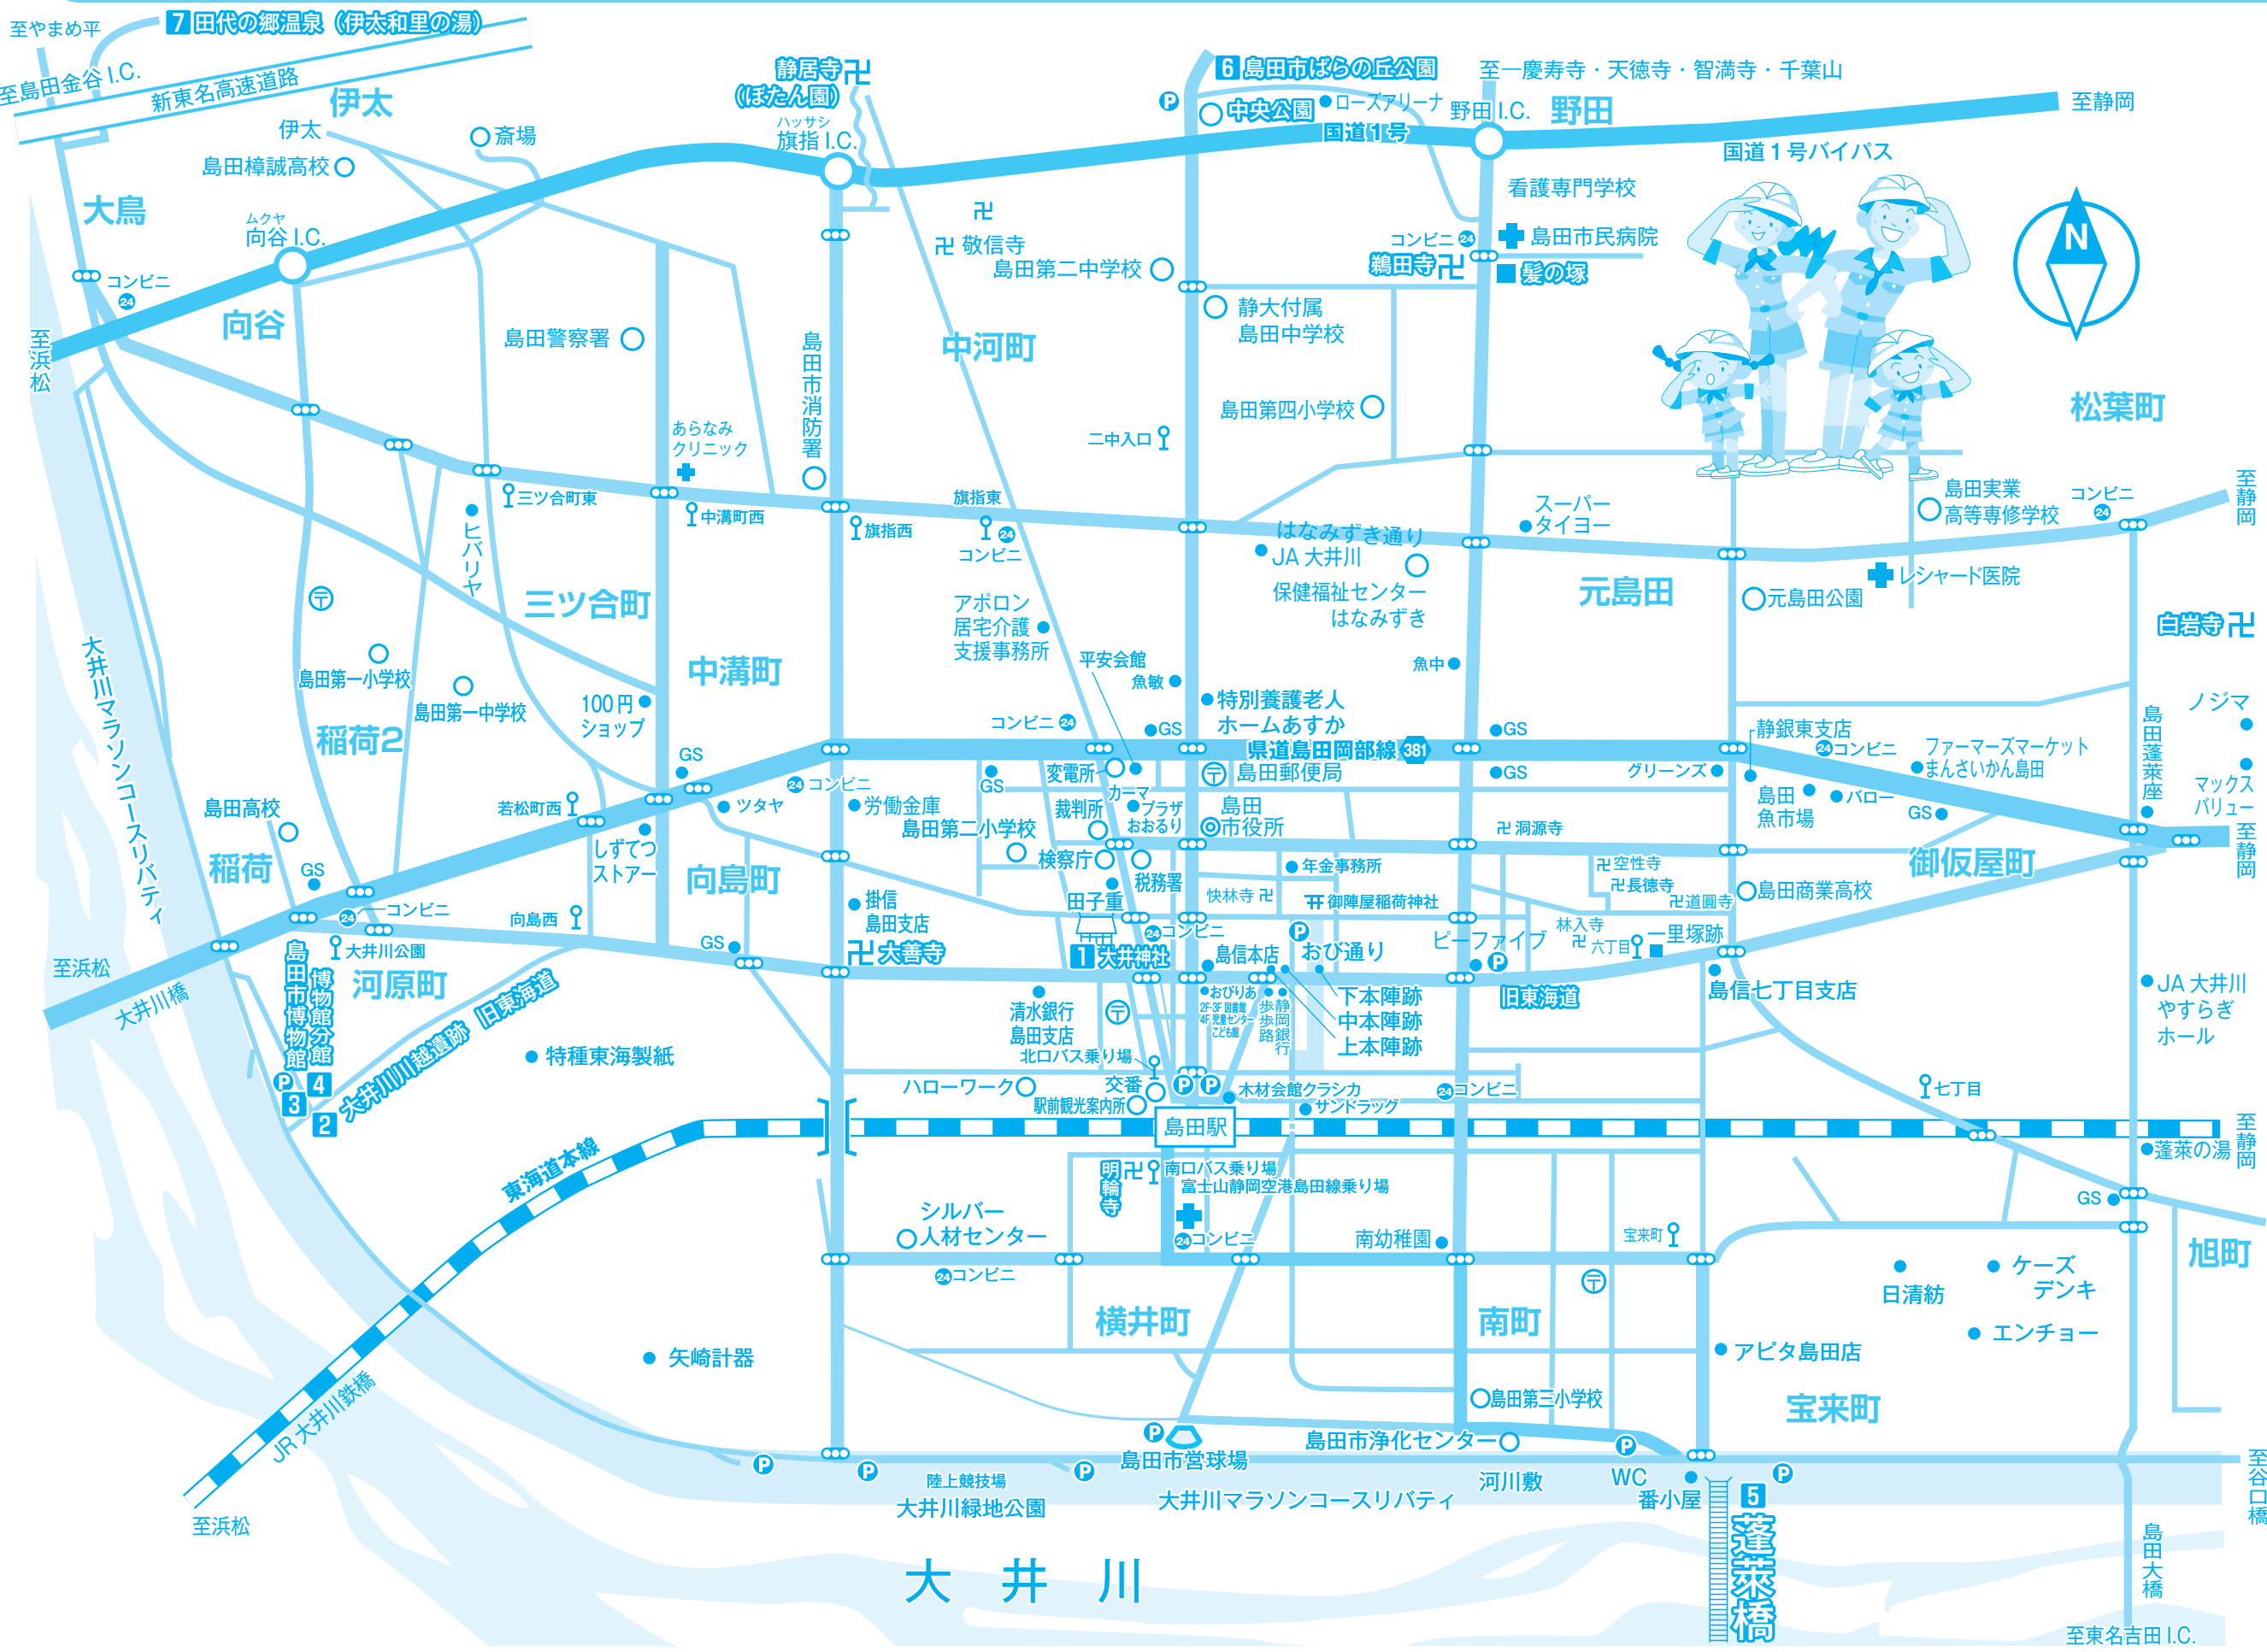 至やまめ平
7 田代の郷温泉（伊太和里の湯）
至島田金谷 I.C.
新東名高速道路
伊太
伊太
島田樟誠高校
斎場
静居寺
（ぼたん園）
ハッサシ
旗指 I.C.
6 島田市ばらの丘公園
P
中央公園
ローズアリーナ
国道1号
至一慶寿寺・天徳寺・智満寺・千葉山
野田 I.C.
野田
至静岡
国道1号バイパス
N
大鳥
ムクヤ
向谷 I.C.
コンビニ
24
向谷
至浜松
島田警察署
島田市消防署
敬信寺
島田第二中学校
中河町
静大付属
島田中学校
看護専門学校
コンビニ 24
島田市民病院
鵜田寺
髪の塚
島田第四小学校
二中入口
松葉町
あらなみ
クリニック
三ツ合町東
ヒバリヤ
中溝町西
旗指西
旗指東
24
コンビニ
はなみずき通り
JA 大井川
保健福祉センター
はなみずき
スーパー
タイヨー
島田実業
高等専修学校
コンビニ
24
至静岡
元島田
レシャード医院
元島田公園
白岩寺
三ツ合町
中溝町
アポロン
居宅介護
支援事務所
平安会館
魚敏
魚中
特別養護老人
ホームあすか
大井川マラソンコースリバティ
島田第一小学校
島田第一中学校
稲荷2
100円
ショップ
GS
コンビニ 24
GS
県道島田岡部線 381
GS
GS
グリーンズ
静銀東支店
24 コンビニ
ファーマーズマーケット
まんさいかん島田
島田蓬莱座
ノジマ
マックス
バリュー
島田
魚市場
バロー
GS
至静岡
変電所
GS
カーマ
島田郵便局
24 コンビニ
ツタヤ
労働金庫
裁判所
プラザ
おおるり
島田
市役所
島田第二小学校
検察庁
税務署
田子重
島田高校
稲荷
GS
若松町西
しずてつ
ストアー
向島町
掛信
島田支店
大善寺
24 コンビニ
向島西
大井川公園
GS
洞源寺
年金事務所
快林寺
御陣屋稲荷神社
空性寺
長徳寺
道圓寺
島田商業高校
御仮屋町
林入寺
六丁目
一里塚跡
24 コンビニ
1 大井神社
島信本店
P
おび通り
ピーファイブ
P
至浜松
大井川橋
島田市博物館
博物館分館
河原町
旧東海道
大井川川越遺跡
P
4
3
2
特種東海製紙
清水銀行
島田支店
おびりあ
2F・3F 図書館
4F 児童センター
こども館
歩歩路
静岡銀行
下本陣跡
中本陣跡
上本陣跡
旧東海道
島信七丁目支店
JA 大井川
やすらぎ
ホール
北口バス乗り場
ハローワーク
交番
駅前観光案内所
P P
木材会館クラシカ
サンドラッグ
24 コンビニ
七丁目
東海道本線
島田駅
至静岡
蓬莱の湯
明輪寺
南口バス乗り場
富士山静岡空港島田線乗り場
24 コンビニ
シルバー
人材センター
24 コンビニ
南幼稚園
宝来町
GS
旭町
日清紡
ケーズ
デンキ
エンチョー
横井町
南町
アピタ島田店
宝来町
矢崎計器
JR 大井川鉄橋
至浜松
島田第三小学校
P
島田市営球場
島田市浄化センター
P
P
P
陸上競技場
大井川緑地公園
P
大井川マラソンコースリバティ
河川敷
WC
番小屋
P
5 蓬莱橋
至谷口橋
島田大橋
大井川
至東名吉田 I.C.